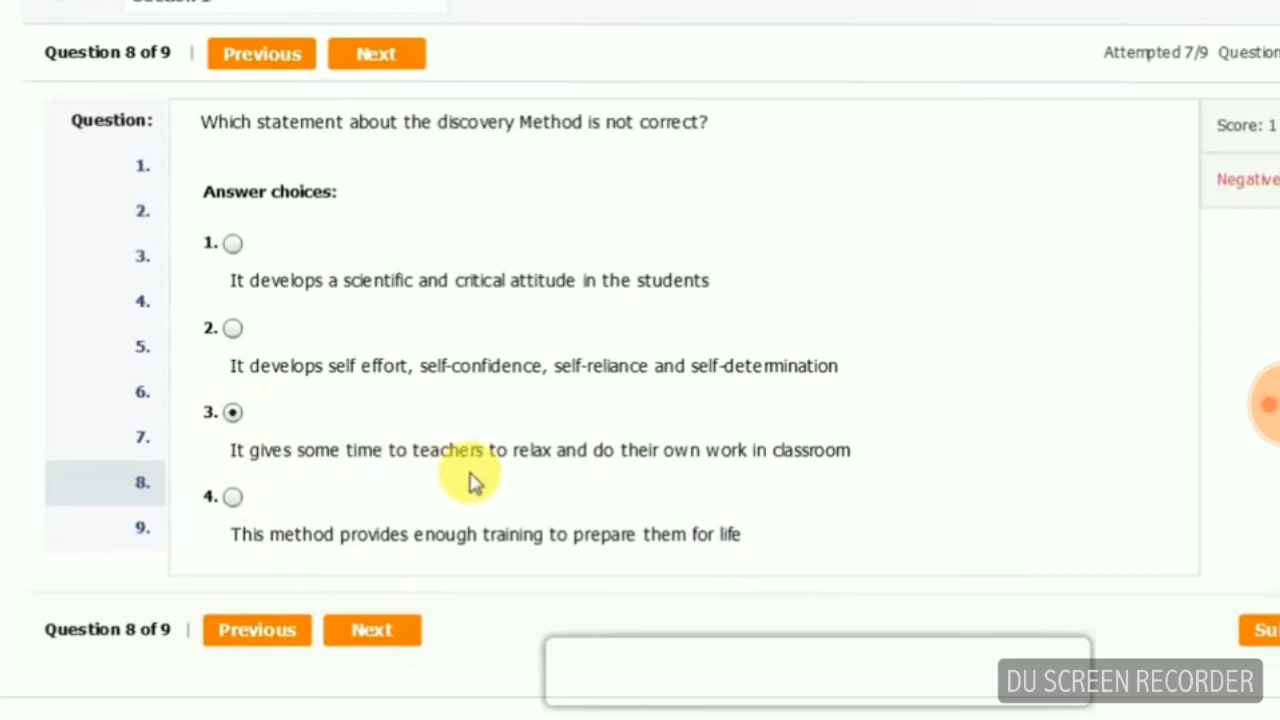 Question 8 of 9 | Previous Next Attempted 7/9 Question
Question:
1.
2.
3.
4.
5.
6.
7.
8.
9.
Which statement about the discovery Method is not correct?
Answer choices:
1.
It develops a scientific and critical attitude in the students
2.
It develops self effort, self-confidence, self-reliance and self-determination
3.
It gives some time to teachers to relax and do their own work in classroom
4.
This method provides enough training to prepare them for life
Score: 1
Negative
Question 8 of 9 | Previous Next
DU SCREEN RECORDER